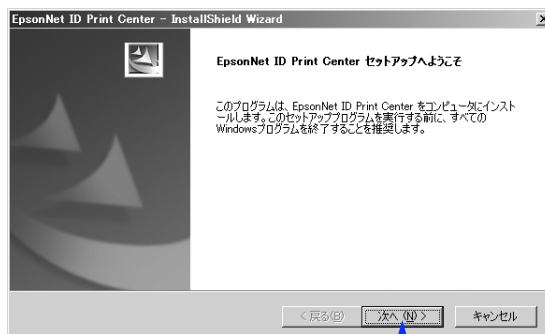 EpsonNet ID Print Center - InstallShield Wizard
EpsonNet ID Print Center セットアップへようこそ
このプログラムは、EpsonNet ID Print Center をコンピュータにインスト
ールします。このセットアッププログラムを実行する前に、すべての
Windowsプログラムを終了することを推奨します。
< 戻る(B)
次へ(N) >
キャンセル